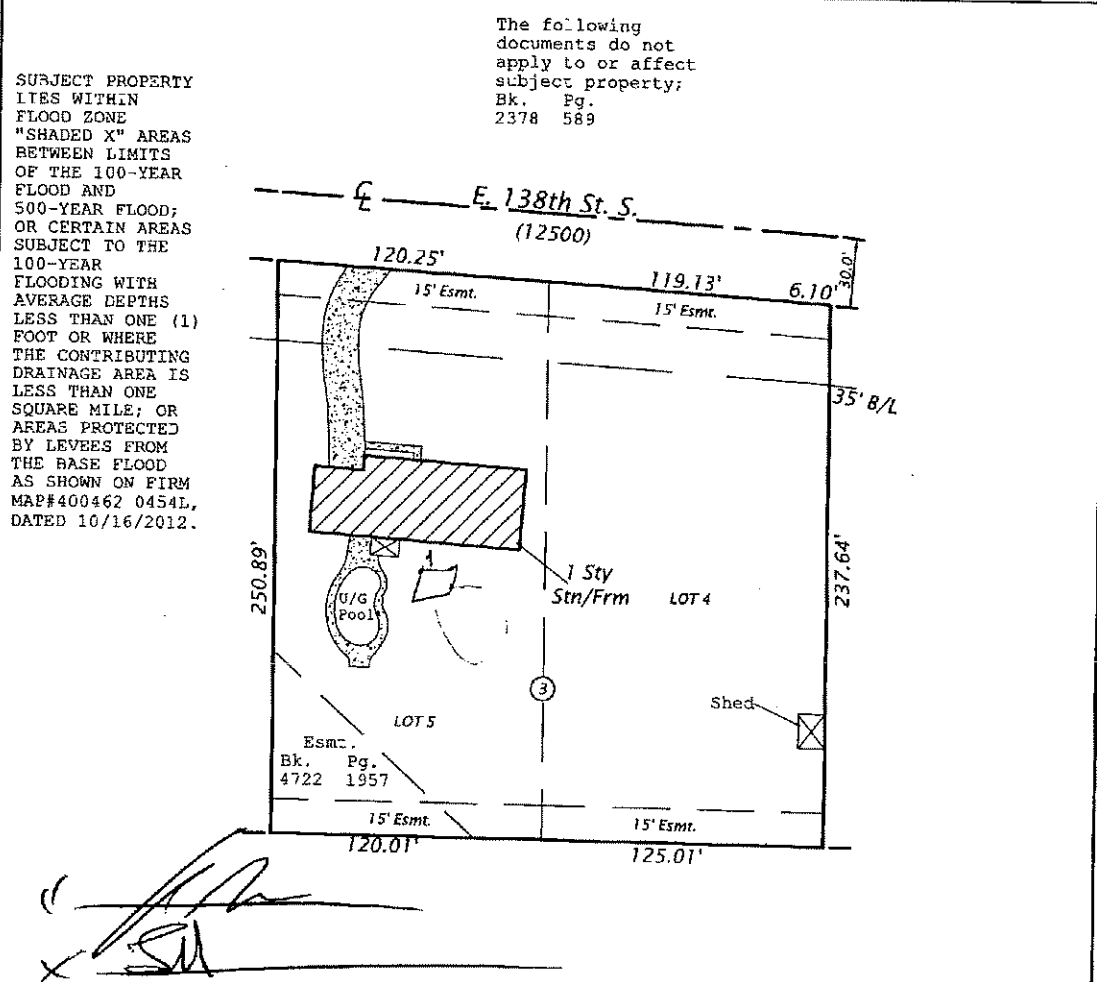 The following
documents do not
apply to or affect
subject property;
Bk. Pg.
2378 589
SUBJECT PROPERTY
LIES WITHIN
FLOOD ZONE
"SHADED X" AREAS
BETWEEN LIMITS
OF THE 100-YEAR
FLOOD AND
500-YEAR FLOOD;
OR CERTAIN AREAS
SUBJECT TO THE
100-YEAR
FLOODING WITH
AVERAGE DEPTHS
LESS THAN ONE (1)
FOOT OR WHERE
THE CONTRIBUTING
DRAINAGE AREA IS
LESS THAN ONE
SQUARE MILE; OR
AREAS PROTECTED
BY LEVEES FROM
THE BASE FLOOD
AS SHOWN ON FIRM
MAP#400462 0454L,
DATED 10/16/2012.
℄ E. 138th St. S.
(12500)
120.25'
119.13'
6.10'
30.0'
15' Esmt.
15' Esmt.
35' B/L
250.89'
237.64'
1 Sty
Stn/Frm
LOT 4
U/G
Pool
3
Shed
LOT 5
Esmt.
Bk. Pg.
4722 1957
15' Esmt.
15' Esmt.
120.01'
125.01'
X